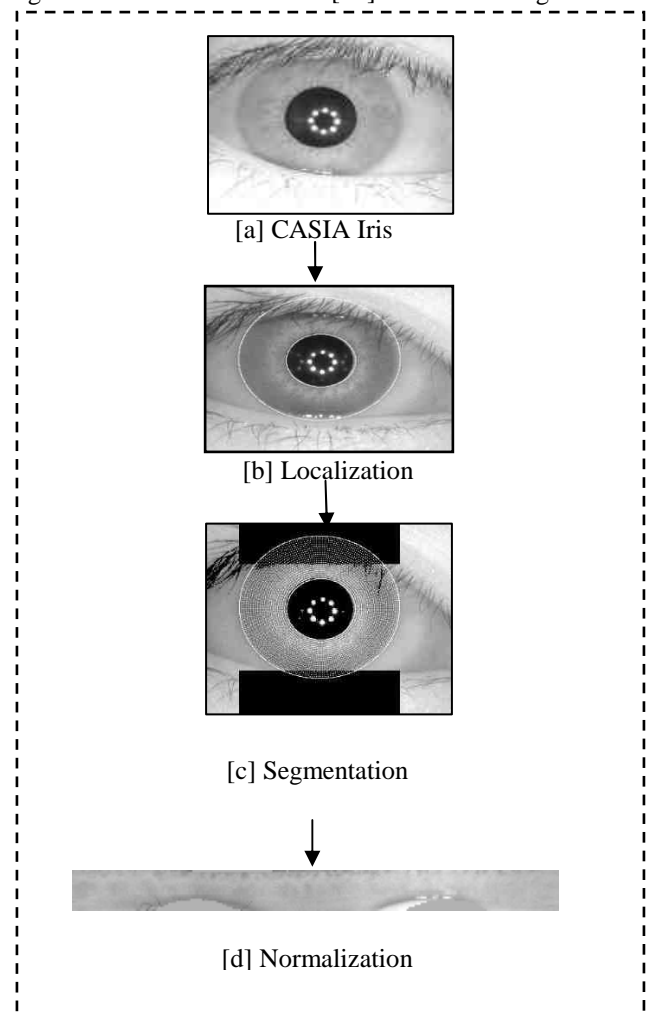 [a] CASIA Iris
[b] Localization
[c] Segmentation
[d] Normalization